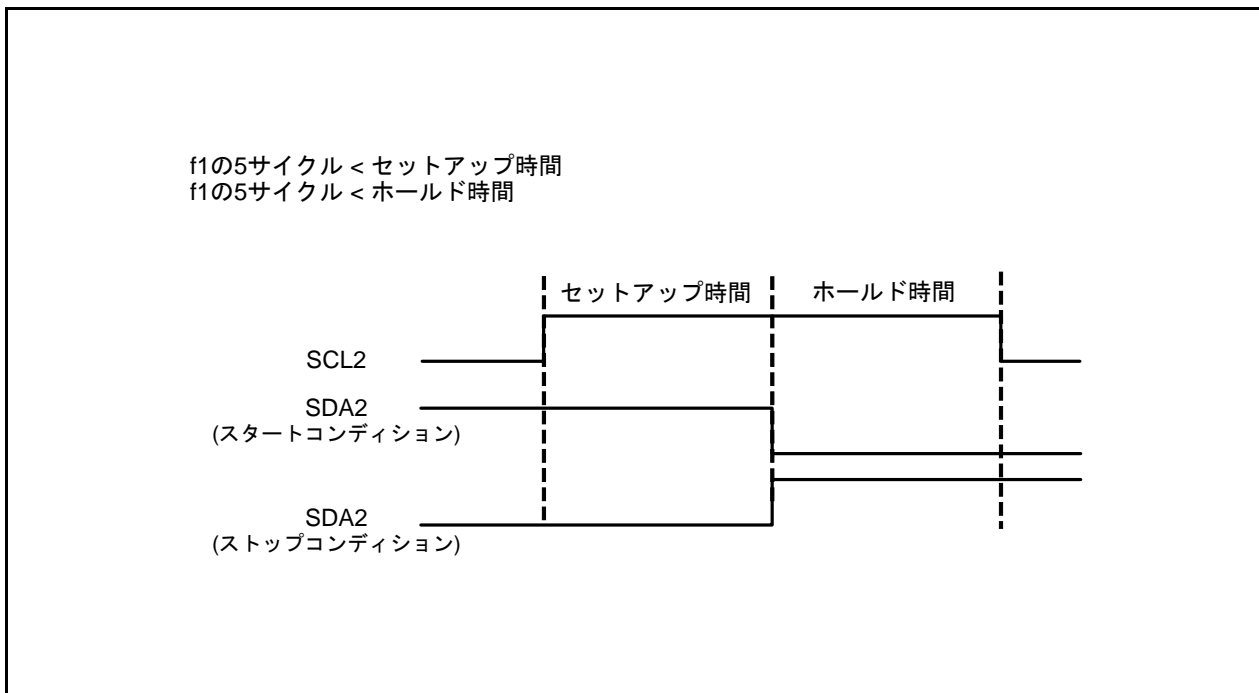 f1の5サイクル < セットアップ時間
f1の5サイクル < ホールド時間
セットアップ時間
ホールド時間
SCL2
SDA2
(スタートコンディション)
SDA2
(ストップコンディション)